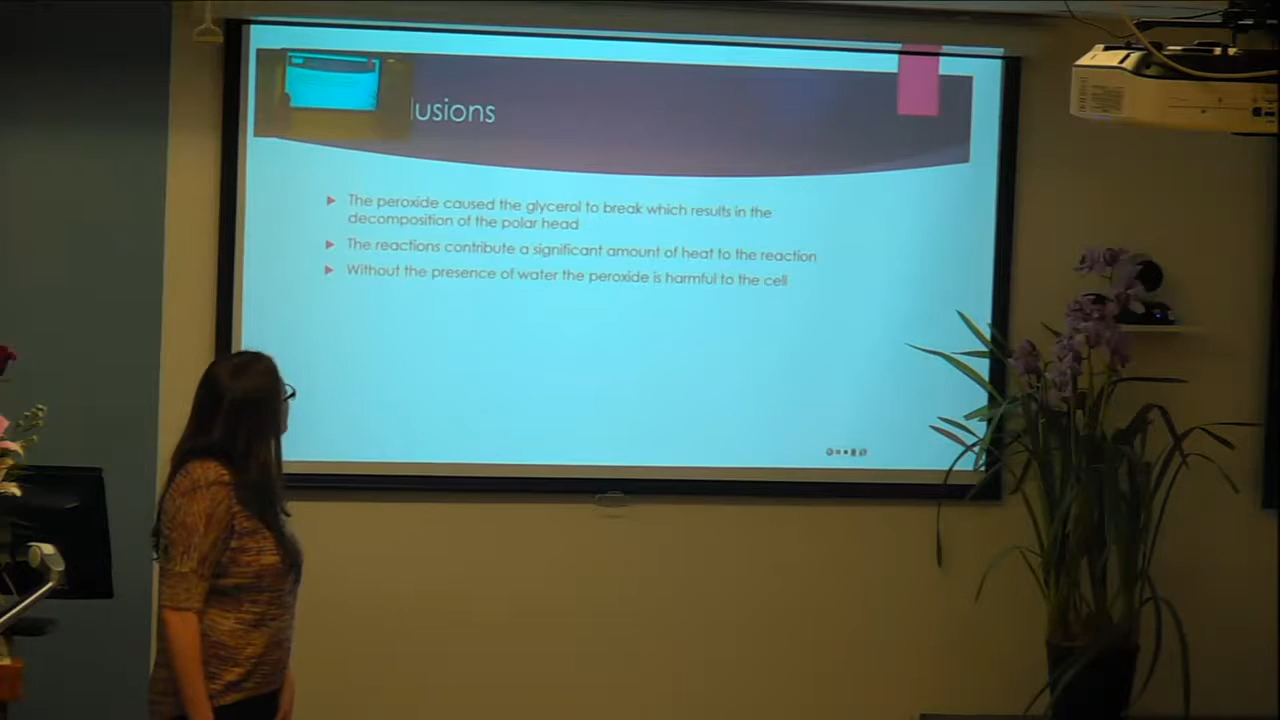 lusions
The peroxide caused the glycerol to break which results in the
decomposition of the polar head
The reactions contribute a significant amount of heat to the reaction
Without the presence of water the peroxide is harmful to the cell